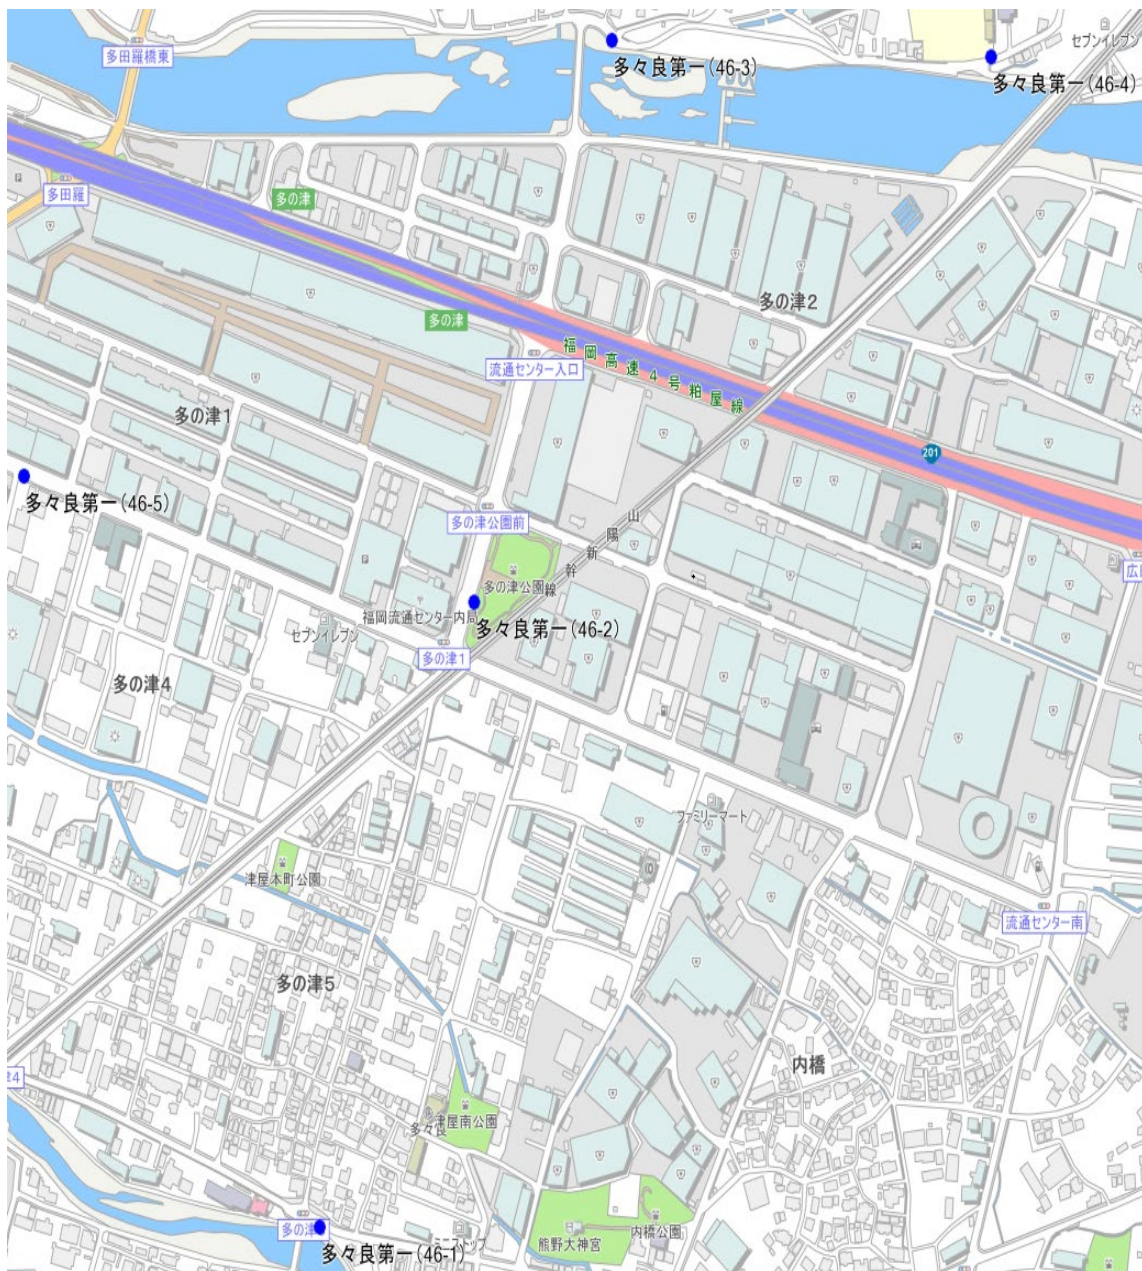 多田羅橋東
多々良第一(46-3)
セブンイレブン
多々良第一(46-4)
多田羅
多の津
多の津2
多の津
流通センター入口
福岡高速4号粕屋線
多の津1
201
多々良第一(46-5)
多の津公園前
山陽新幹線
多の津公園
福岡流通センター内局
セブンイレブン
多々良第一(46-2)
多の津1
多の津4
ファミリーマート
津屋本町公園
流通センター南
多の津5
内橋
津屋南公園
多々良
多の津
多々良第一(46-1)
ミニストップ
熊野大神宮
内橋公園